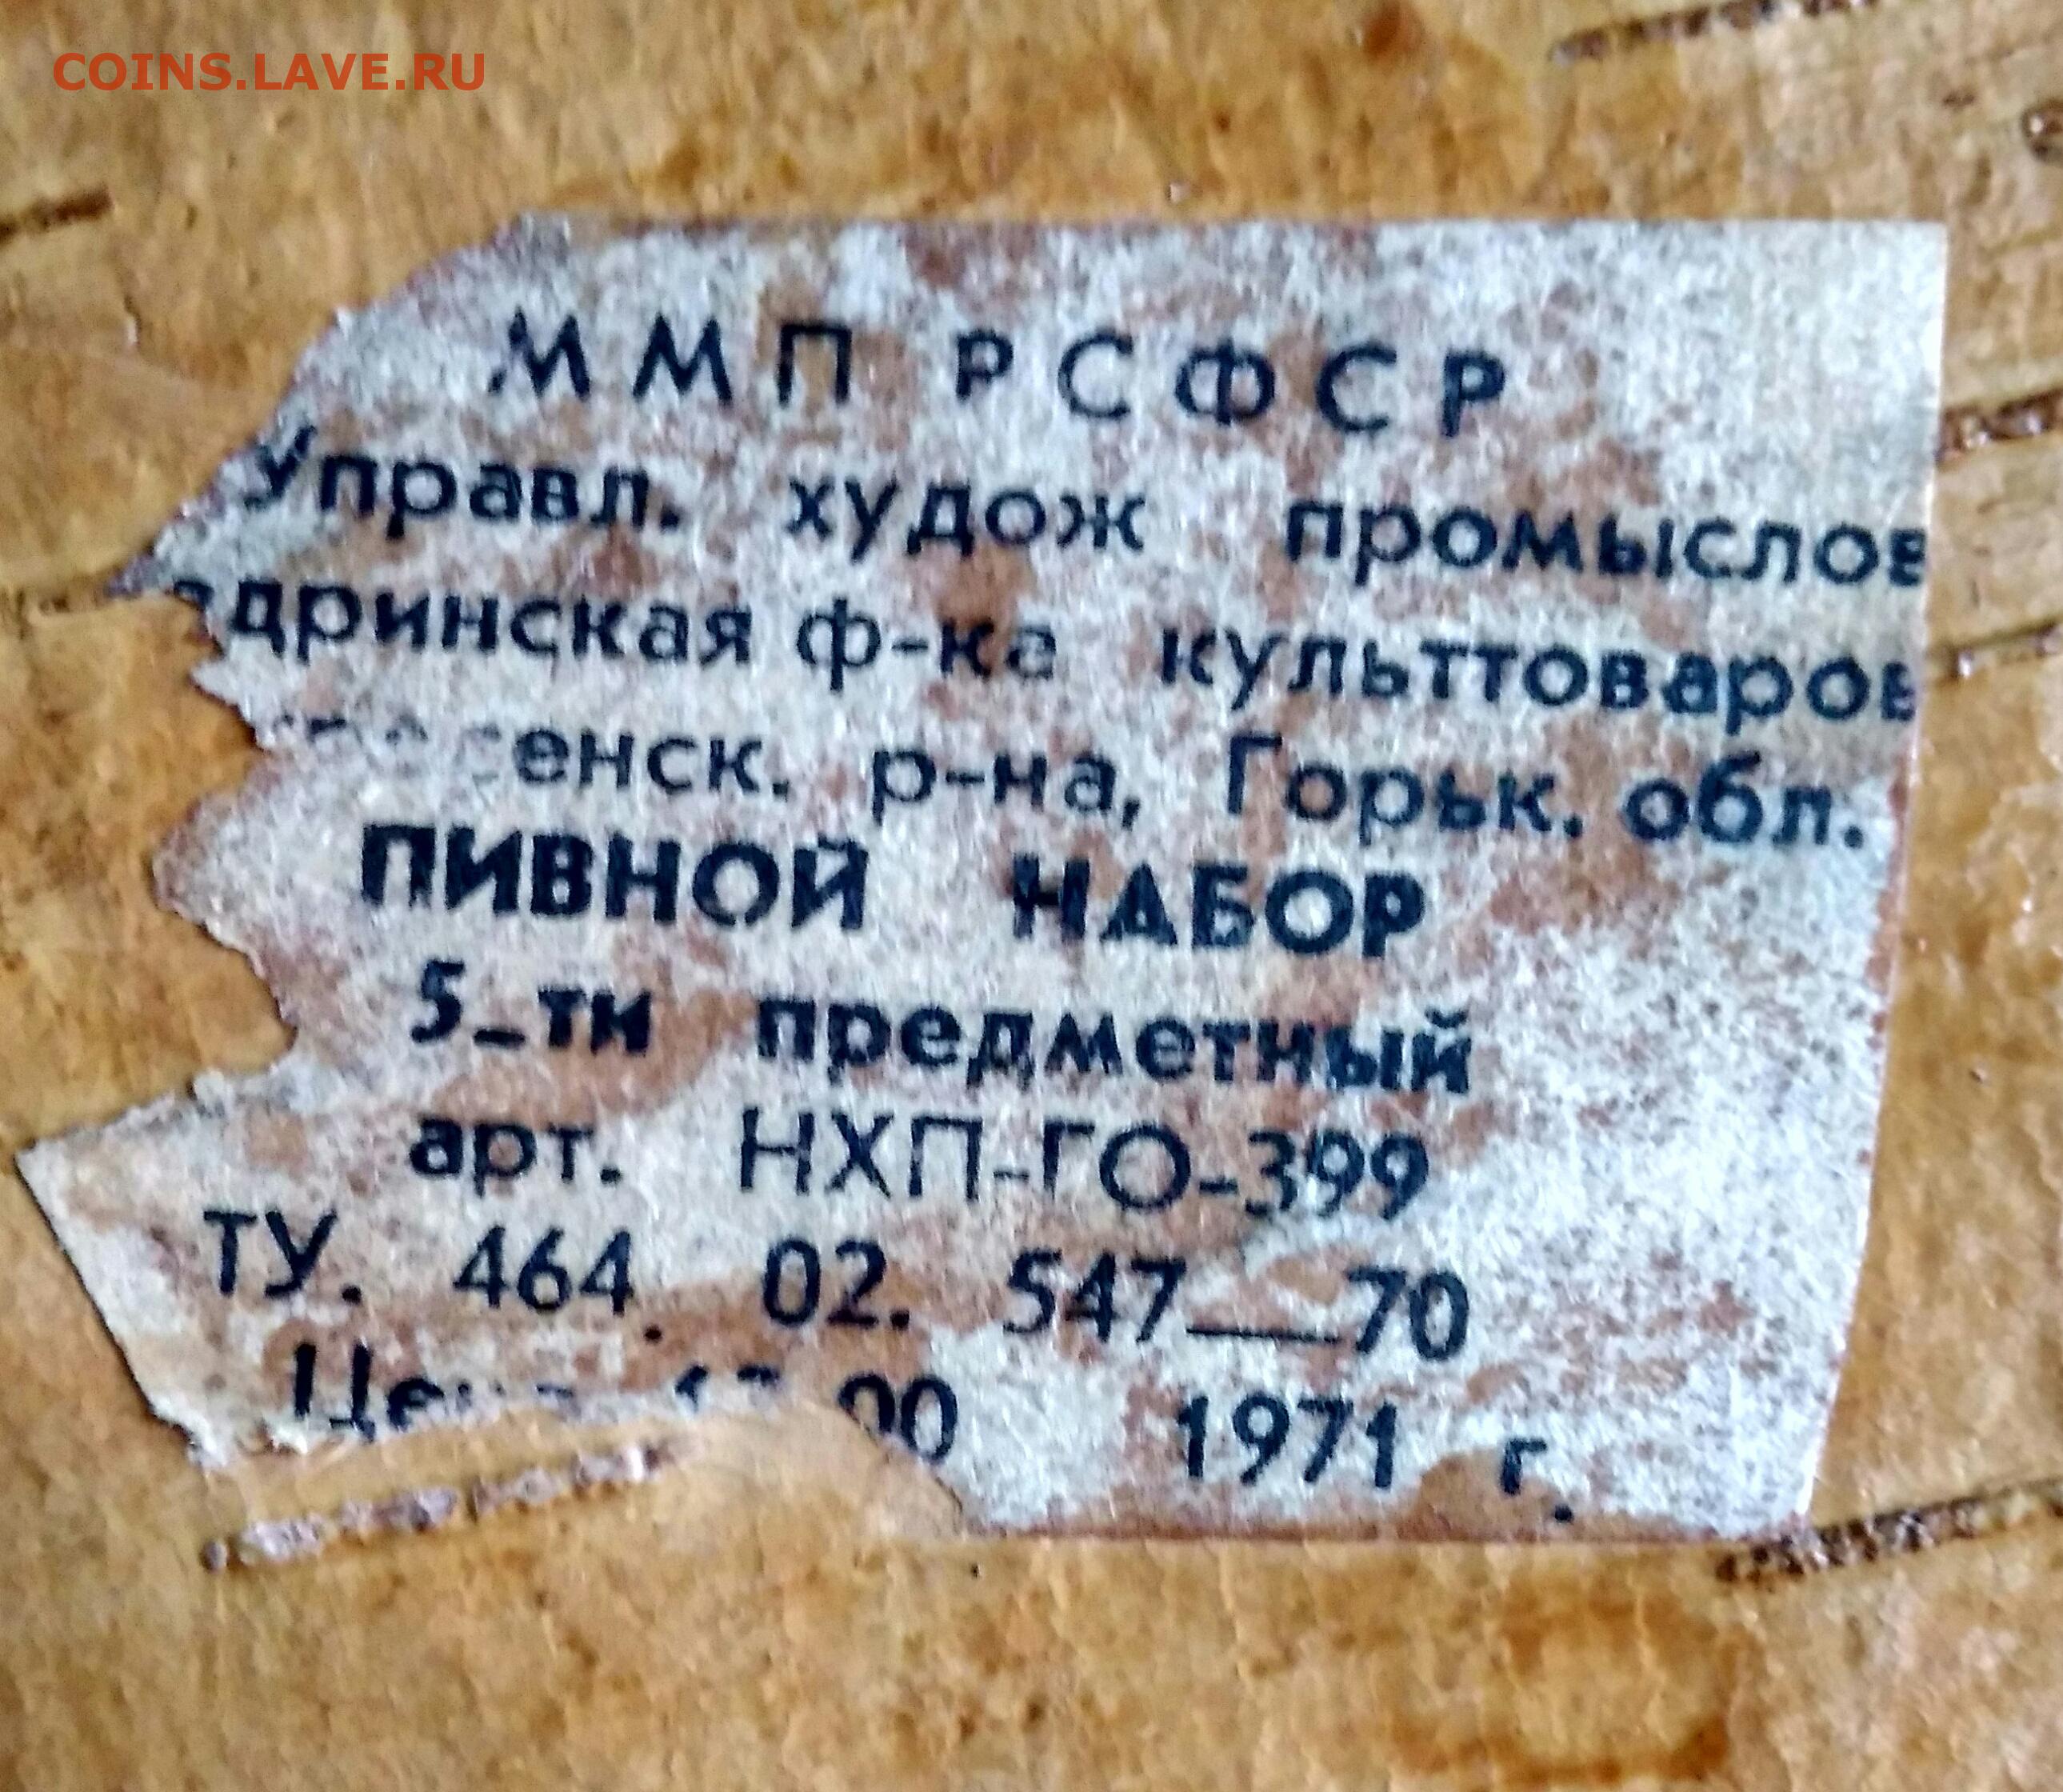 COINS.LAVE.RU
ММП РСФСР
Управл. худож промыслов
ф-ка культтоваров
р-на, Горьк. обл.
ПИВНОЙ НАБОР
5-ти предметный
арт. НХП-ГО-399
ТУ. 464. 02. 547—70
00 1971 г.